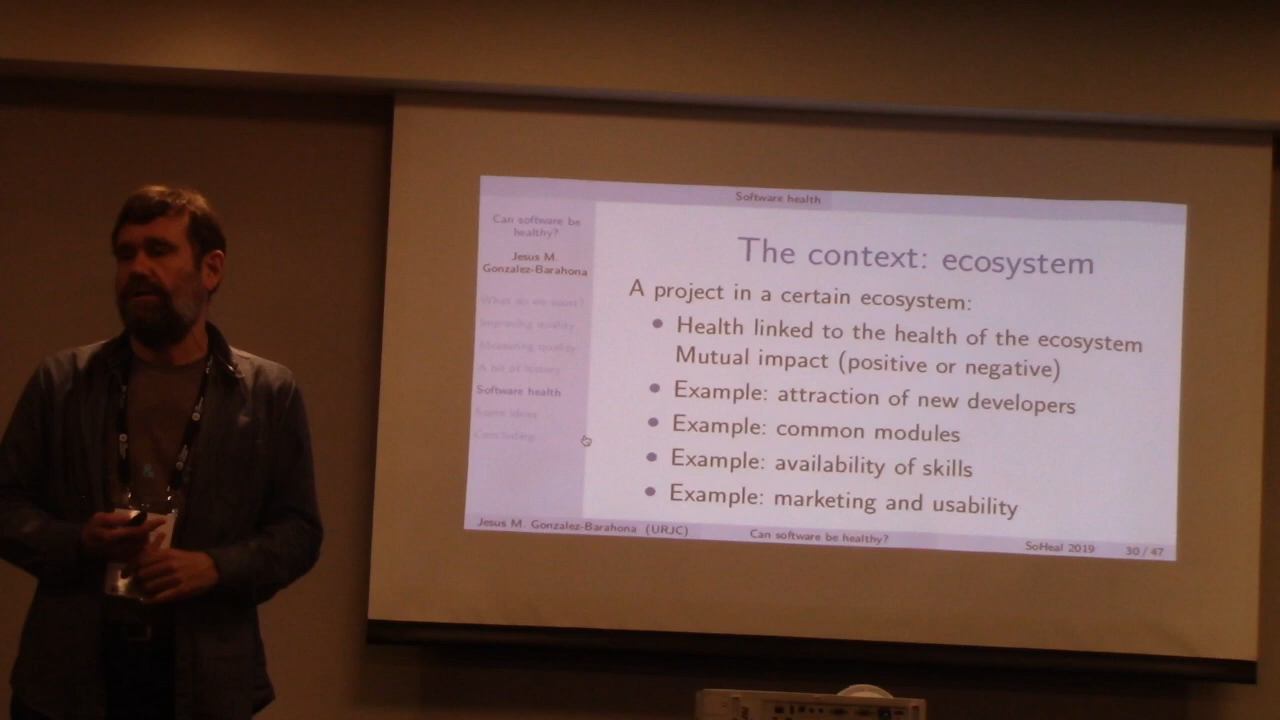 Software health
Can software be
healthy?
Jesus M.
Gonzalez-Barahona
What do we want?
Improving quality
Measuring quality
A bit of history
Software health
Some ideas
Concluding
The context: ecosystem
A project in a certain ecosystem:
Health linked to the health of the ecosystem
Mutual impact (positive or negative)
Example: attraction of new developers
Example: common modules
Example: availability of skills
Example: marketing and usability
Jesus M. Gonzalez-Barahona (URJC)
Can software be healthy?
SoHeal 2019
30 / 47